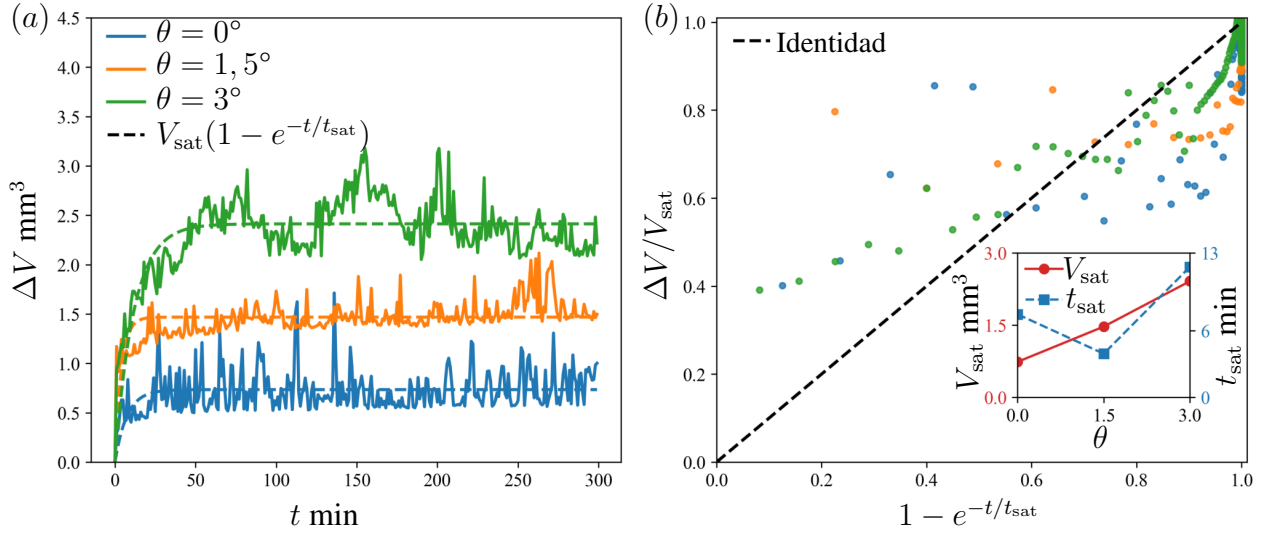 (a)
θ = 0°
θ = 1, 5°
θ = 3°
V_sat(1 − e^{−t/t_sat})
ΔV mm³
4.5
4.0
3.5
3.0
2.5
2.0
1.5
1.0
0.5
0.0
0 50 100 150 200 250 300
t min
(b)
Identidad
ΔV/V_sat
1.0
0.8
0.6
0.4
0.2
0.0
0.0 0.2 0.4 0.6 0.8 1.0
1 − e^{−t/t_sat}
V_sat
t_sat
V_sat mm³
3.0
1.5
0.0
0.0 1.5 3.0
θ
13
6
0
t_sat min